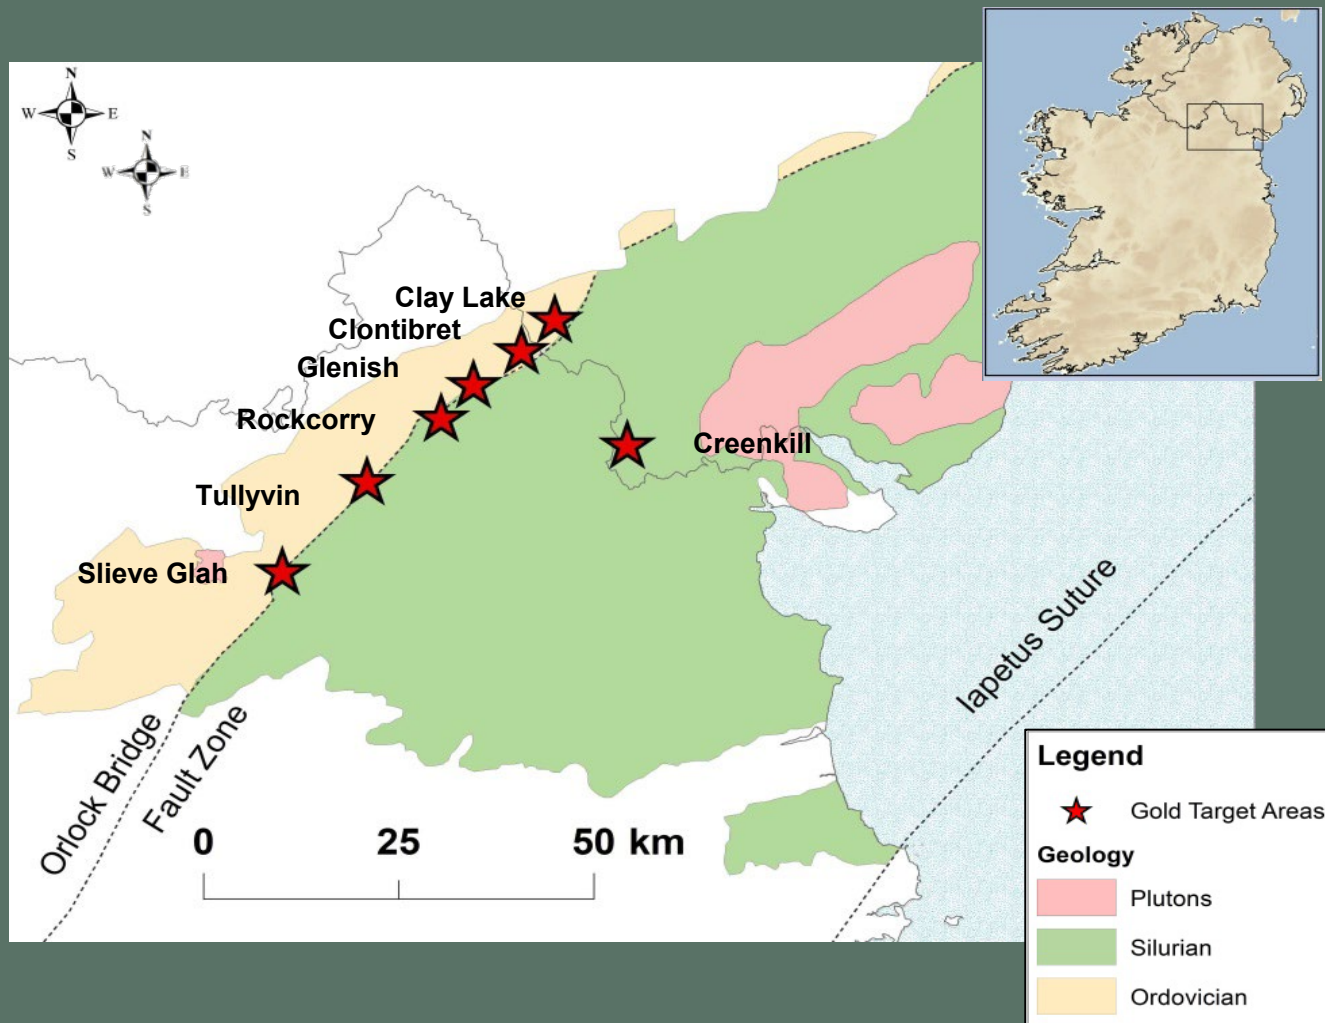 N
W E
S
N
W E
S
Clay Lake
Clontibret
Glenish
Rockcorry
Creenkill
Tullyvin
Slieve Glah
Iapetus Suture
Orlock Bridge
Fault Zone
0 25 50 km
Legend
Gold Target Areas
Geology
Plutons
Silurian
Ordovician